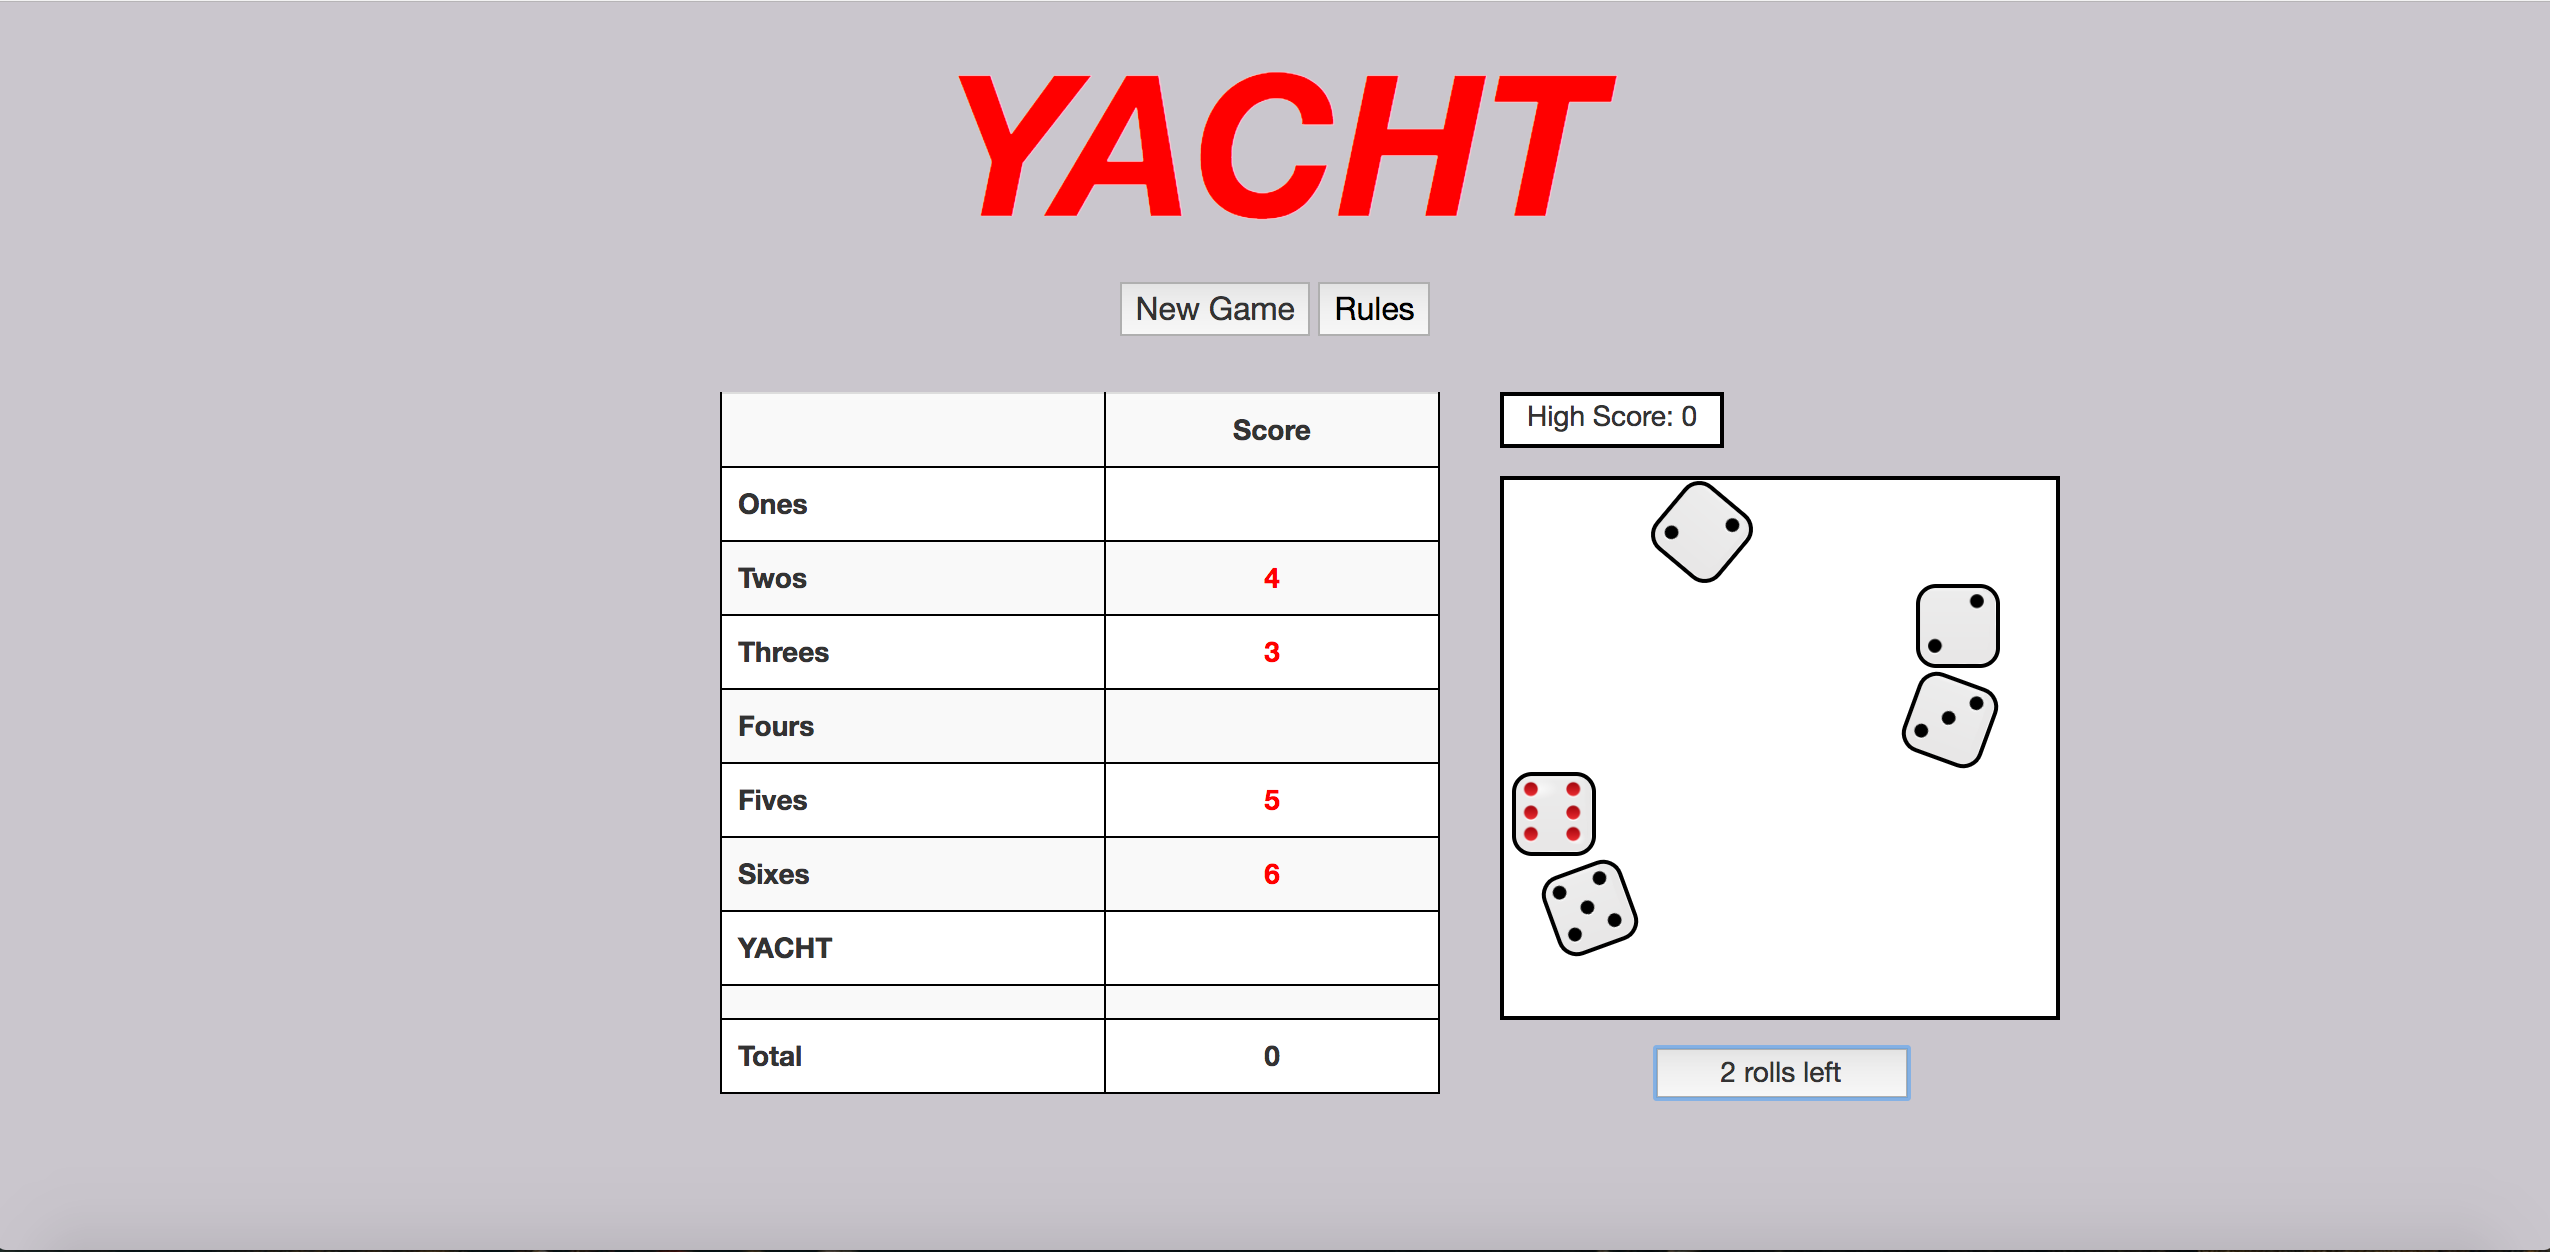 YACHT
New Game Rules
Score
Ones
Twos 4
Threes 3
Fours
Fives 5
Sixes 6
YACHT
Total 0
High Score: 0
2 rolls left